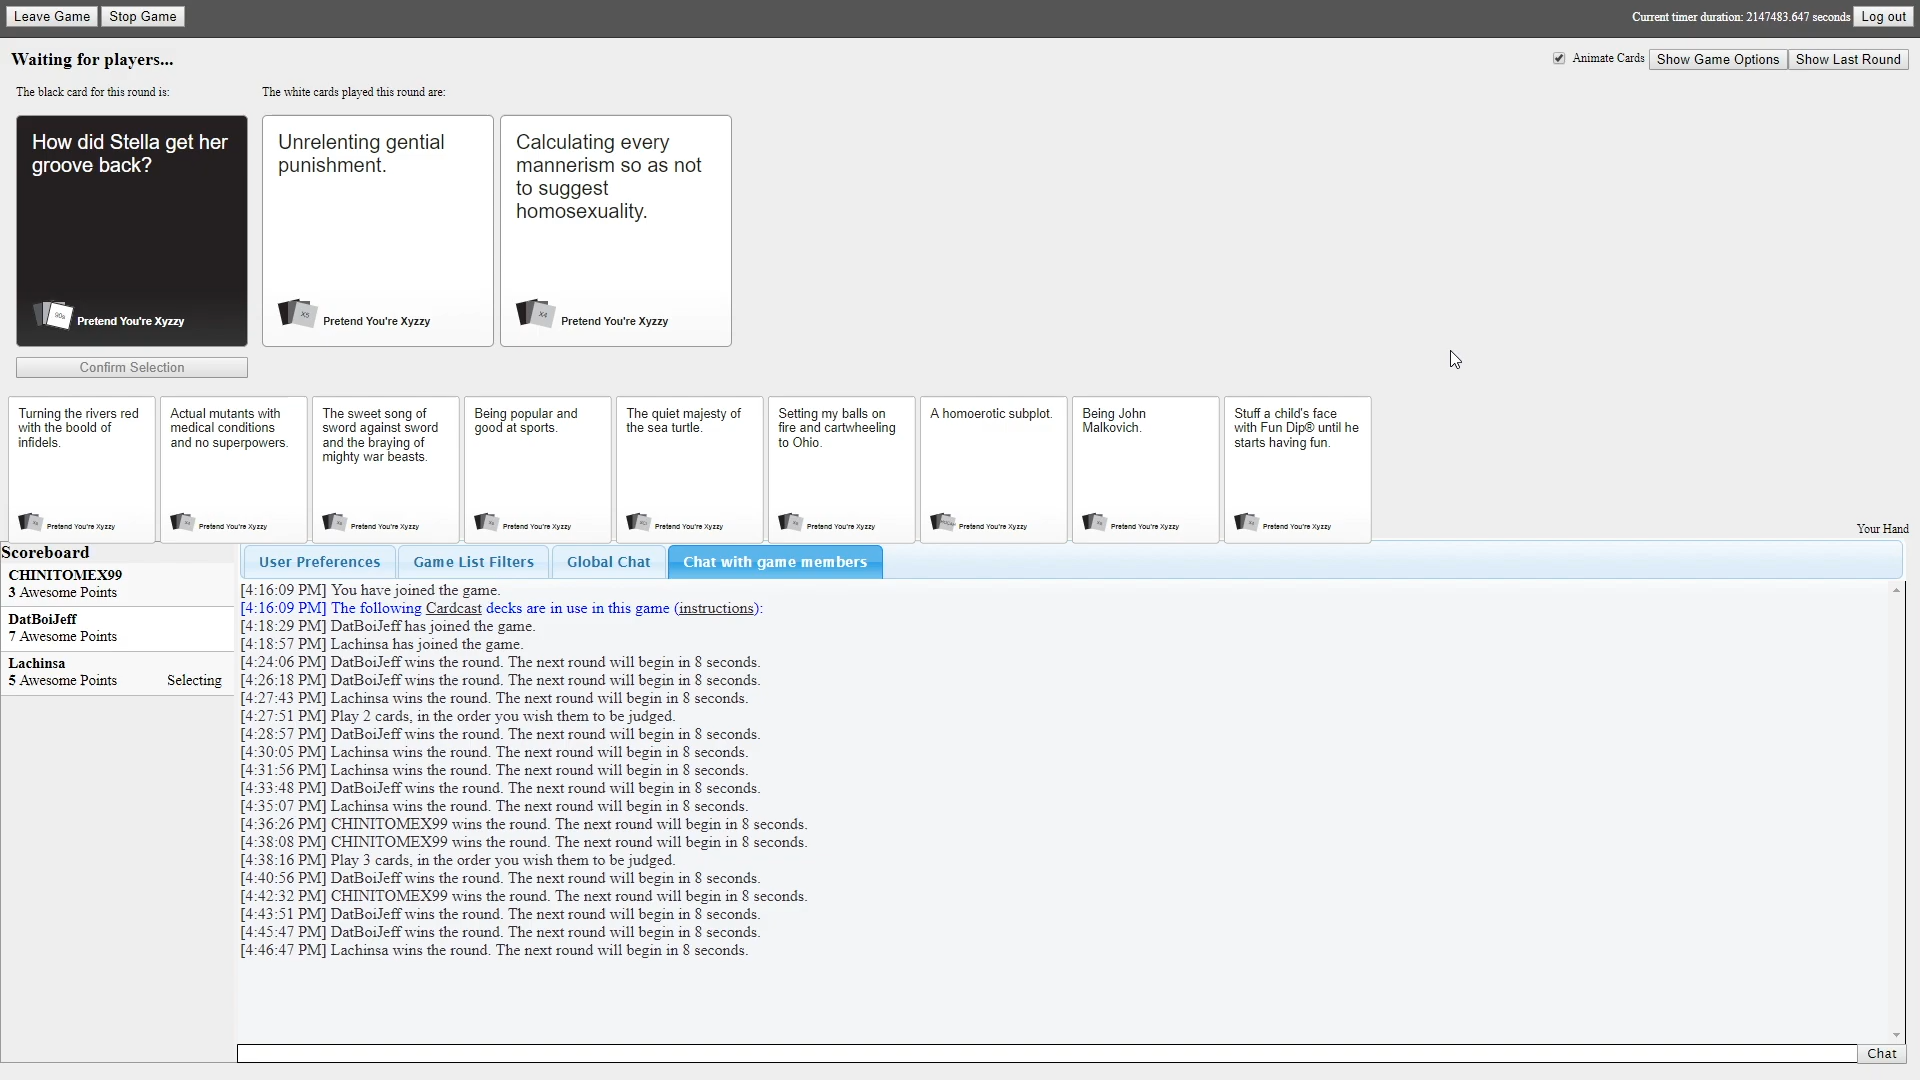 Leave Game Stop Game Current timer duration: 2147483.647 seconds Log out
Waiting for players... Animate Cards Show Game Options Show Last Round
The black card for this round is: The white cards played this round are:
How did Stella get her
groove back?
90s Pretend You're Xyzzy
Unrelenting gential
punishment.
X5 Pretend You're Xyzzy
Calculating every
mannerism so as not
to suggest
homosexuality.
X4 Pretend You're Xyzzy
Confirm Selection
Turning the rivers red
with the boold of
infidels.
Pretend You're Xyzzy
Actual mutants with
medical conditions
and no superpowers.
Pretend You're Xyzzy
The sweet song of
sword against sword
and the braying of
mighty war beasts.
Pretend You're Xyzzy
Being popular and
good at sports.
Pretend You're Xyzzy
The quiet majesty of
the sea turtle.
Pretend You're Xyzzy
Setting my balls on
fire and cartwheeling
to Ohio.
Pretend You're Xyzzy
A homoerotic subplot.
Pretend You're Xyzzy
Being John
Malkovich.
Pretend You're Xyzzy
Stuff a child's face
with Fun Dip® until he
starts having fun.
Pretend You're Xyzzy
Your Hand
Scoreboard
CHINITOMEX99
3 Awesome Points
DatBoiJeff
7 Awesome Points
Lachinsa
5 Awesome Points Selecting
User Preferences Game List Filters Global Chat Chat with game members
[4:16:09 PM] You have joined the game.
[4:16:09 PM] The following Cardcast decks are in use in this game (instructions):
[4:18:29 PM] DatBoiJeff has joined the game.
[4:18:57 PM] Lachinsa has joined the game.
[4:24:06 PM] DatBoiJeff wins the round. The next round will begin in 8 seconds.
[4:26:18 PM] DatBoiJeff wins the round. The next round will begin in 8 seconds.
[4:27:43 PM] Lachinsa wins the round. The next round will begin in 8 seconds.
[4:27:51 PM] Play 2 cards, in the order you wish them to be judged.
[4:28:57 PM] DatBoiJeff wins the round. The next round will begin in 8 seconds.
[4:30:05 PM] Lachinsa wins the round. The next round will begin in 8 seconds.
[4:31:56 PM] Lachinsa wins the round. The next round will begin in 8 seconds.
[4:33:48 PM] DatBoiJeff wins the round. The next round will begin in 8 seconds.
[4:35:07 PM] Lachinsa wins the round. The next round will begin in 8 seconds.
[4:36:26 PM] CHINITOMEX99 wins the round. The next round will begin in 8 seconds.
[4:38:08 PM] CHINITOMEX99 wins the round. The next round will begin in 8 seconds.
[4:38:16 PM] Play 3 cards, in the order you wish them to be judged.
[4:40:56 PM] DatBoiJeff wins the round. The next round will begin in 8 seconds.
[4:42:32 PM] CHINITOMEX99 wins the round. The next round will begin in 8 seconds.
[4:43:51 PM] DatBoiJeff wins the round. The next round will begin in 8 seconds.
[4:45:47 PM] DatBoiJeff wins the round. The next round will begin in 8 seconds.
[4:46:47 PM] Lachinsa wins the round. The next round will begin in 8 seconds.
Chat